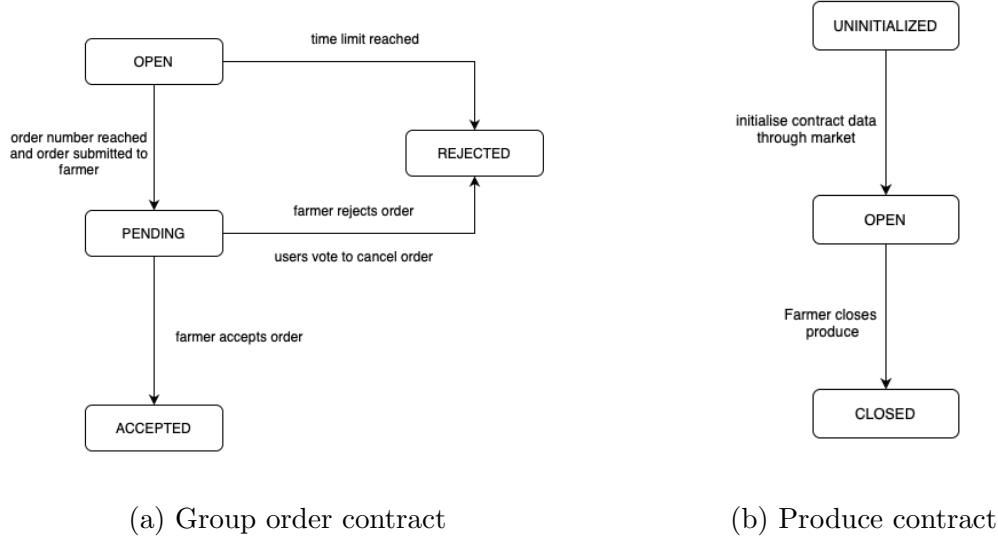 OPEN
time limit reached
order number reached
and order submitted to
farmer
REJECTED
farmer rejects order
PENDING
users vote to cancel order
farmer accepts order
ACCEPTED
(a) Group order contract
UNINITIALIZED
initialise contract data
through market
OPEN
Farmer closes
produce
CLOSED
(b) Produce contract